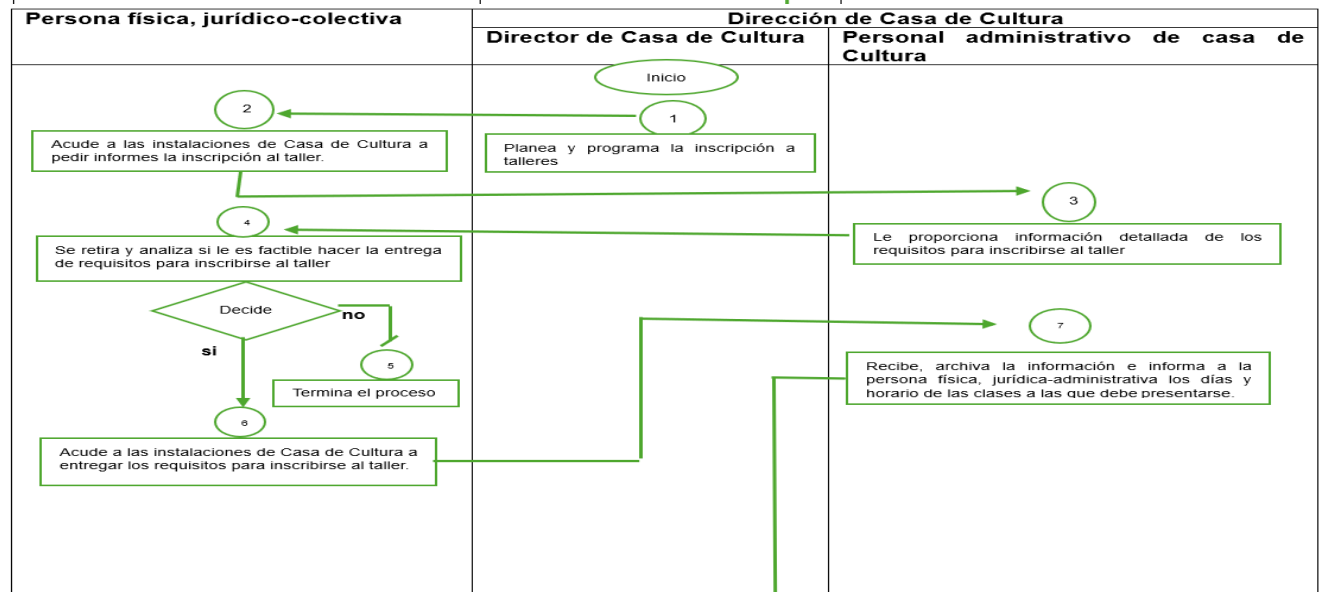 Persona física, jurídico-colectiva
Dirección de Casa de Cultura
Director de Casa de Cultura
Personal administrativo de casa de
Cultura
Inicio
1
Planea y programa la inscripción a
talleres
2
Acude a las instalaciones de Casa de Cultura a
pedir informes la inscripción al taller.
3
Le proporciona información detallada de los
requisitos para inscribirse al taller
4
Se retira y analiza si le es factible hacer la entrega
de requisitos para inscribirse al taller
Decide
no
si
5
Termina el proceso
6
Acude a las instalaciones de Casa de Cultura a
entregar los requisitos para inscribirse al taller.
7
Recibe, archiva la información e informa a la
persona física, jurídica-administrativa los días y
horario de las clases a las que debe presentarse.